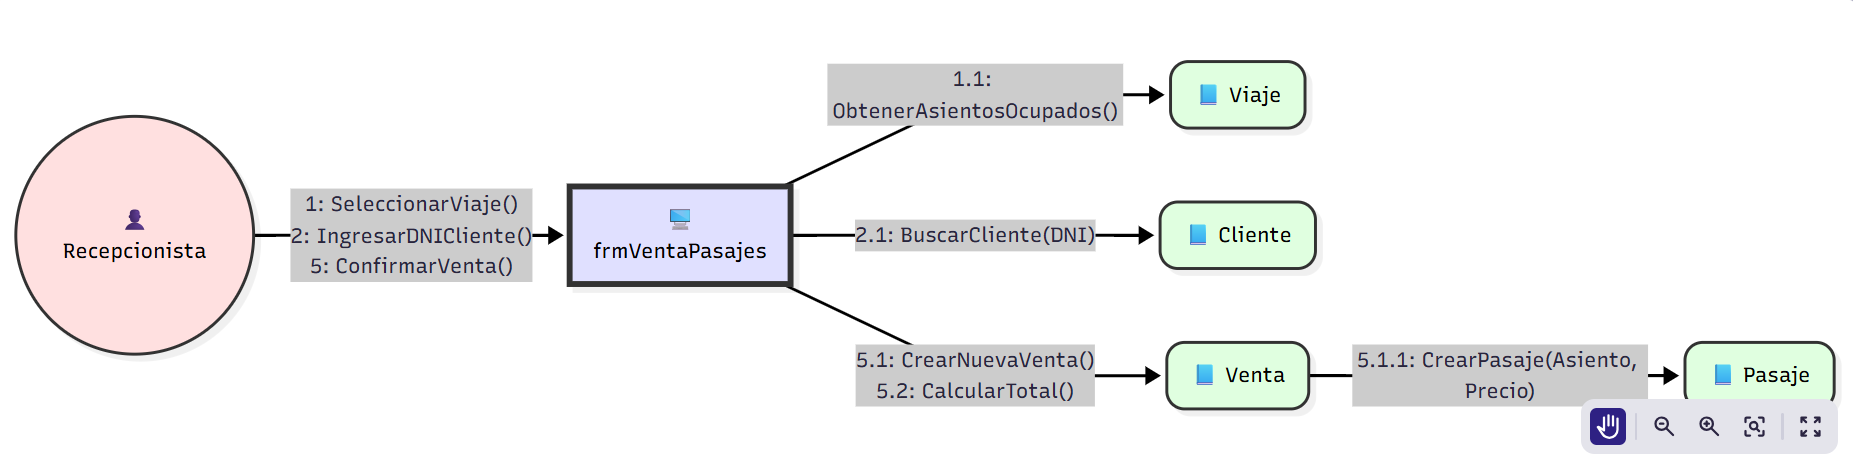 Recepcionista
1: SeleccionarViaje()
2: IngresarDNICliente()
5: ConfirmarVenta()
frmVentaPasajes
1.1:
ObtenerAsientosOcupados()
Viaje
2.1: BuscarCliente(DNI)
Cliente
5.1: CrearNuevaVenta()
5.2: CalcularTotal()
Venta
5.1.1: CrearPasaje(Asiento,
Precio)
Pasaje